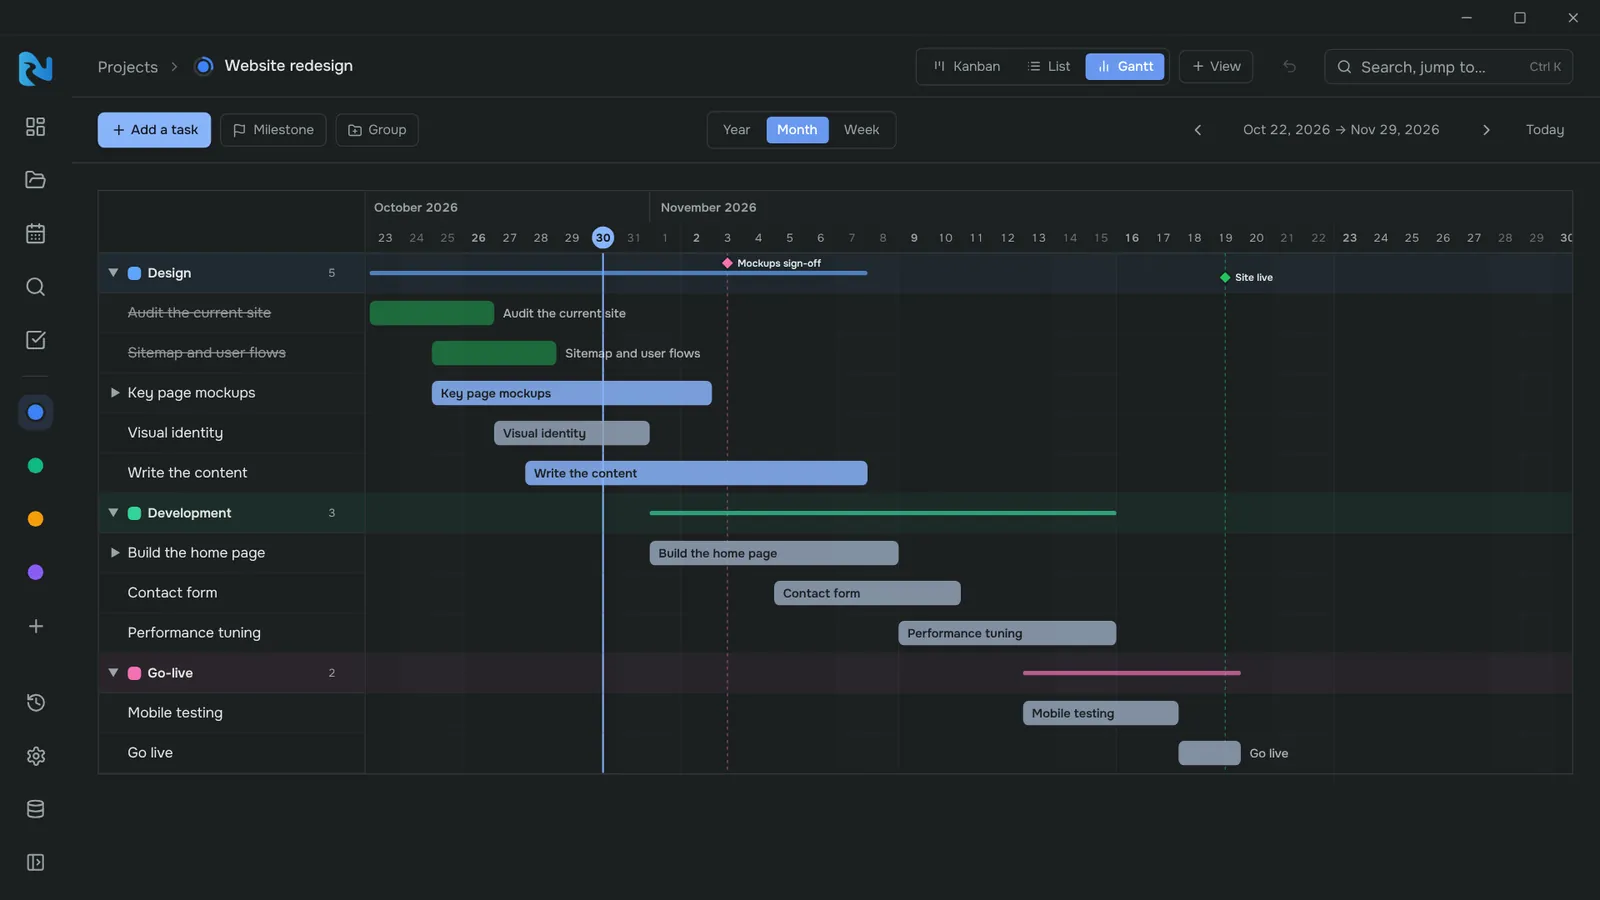 Projects > Website redesign
Kanban List Gantt
+ View
Search, jump to... Ctrl K
+ Add a task Milestone Group
Year Month Week
Oct 22, 2026 → Nov 29, 2026
Today
October 2026 November 2026
23 24 25 26 27 28 29 30 31 1 2 3 4 5 6 7 8 9 10 11 12 13 14 15 16 17 18 19 20 21 22 23 24 25 26 27 28 29 30
Design 5
Mockups sign-off
Site live
Audit the current site Audit the current site
Sitemap and user flows Sitemap and user flows
Key page mockups Key page mockups
Visual identity Visual identity
Write the content Write the content
Development 3
Build the home page Build the home page
Contact form Contact form
Performance tuning Performance tuning
Go-live 2
Mobile testing Mobile testing
Go live Go live